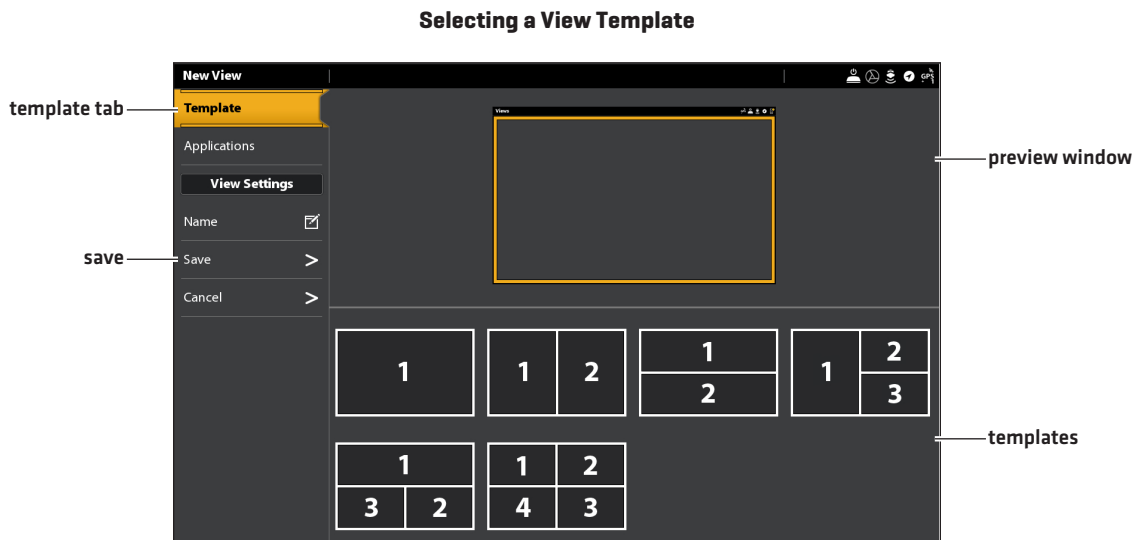 Selecting a View Template
New View
GPS
template tab
Template
Views
Applications
preview window
View Settings
Name
save
Save >
Cancel >
1
1 2
1
2
1
2
3
templates
1
3 2
1 2
4 3